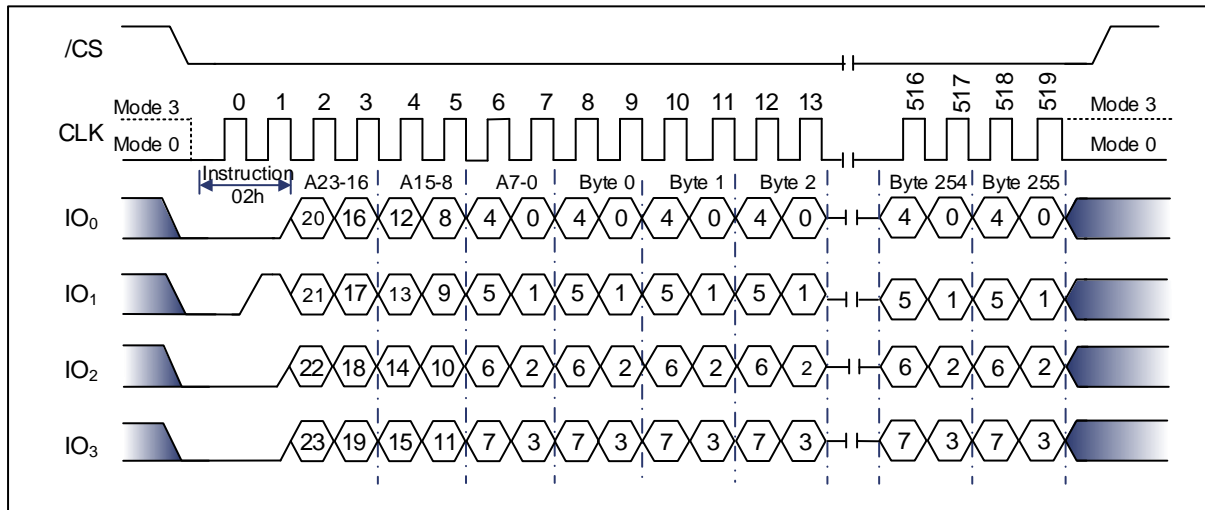 /CS
0 1 2 3 4 5 6 7 8 9 10 11 12 13 516 517 518 519
Mode 3 Mode 3
CLK
Mode 0 Mode 0
Instruction A23-16 A15-8 A7-0 Byte 0 Byte 1 Byte 2 Byte 254 Byte 255
02h
IO0 20 16 12 8 4 0 4 0 4 0 4 0 4 0 4 0
IO1 21 17 13 9 5 1 5 1 5 1 5 1 5 1 5 1
IO2 22 18 14 10 6 2 6 2 6 2 6 2 6 2 6 2
IO3 23 19 15 11 7 3 7 3 7 3 7 3 7 3 7 3